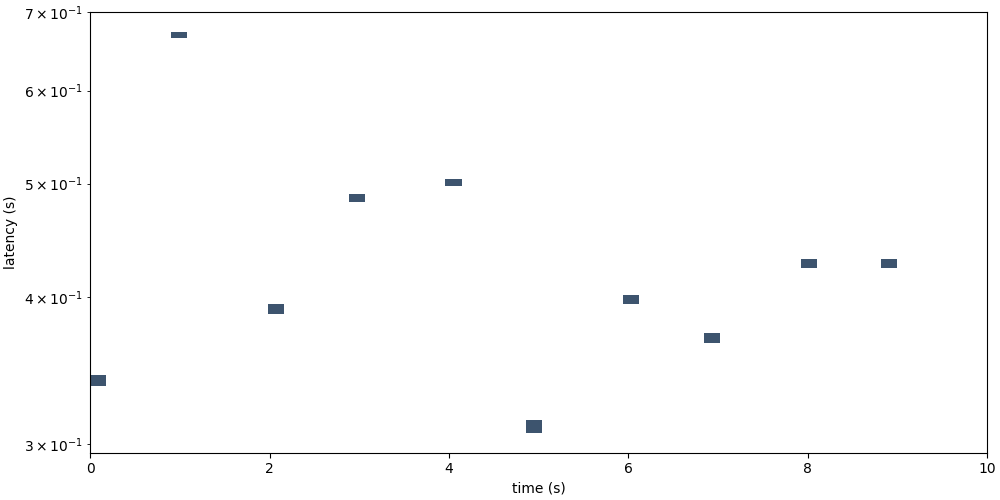 7 × 10⁻¹
6 × 10⁻¹
5 × 10⁻¹
4 × 10⁻¹
3 × 10⁻¹
latency (s)
0 2 4 6 8 10
time (s)